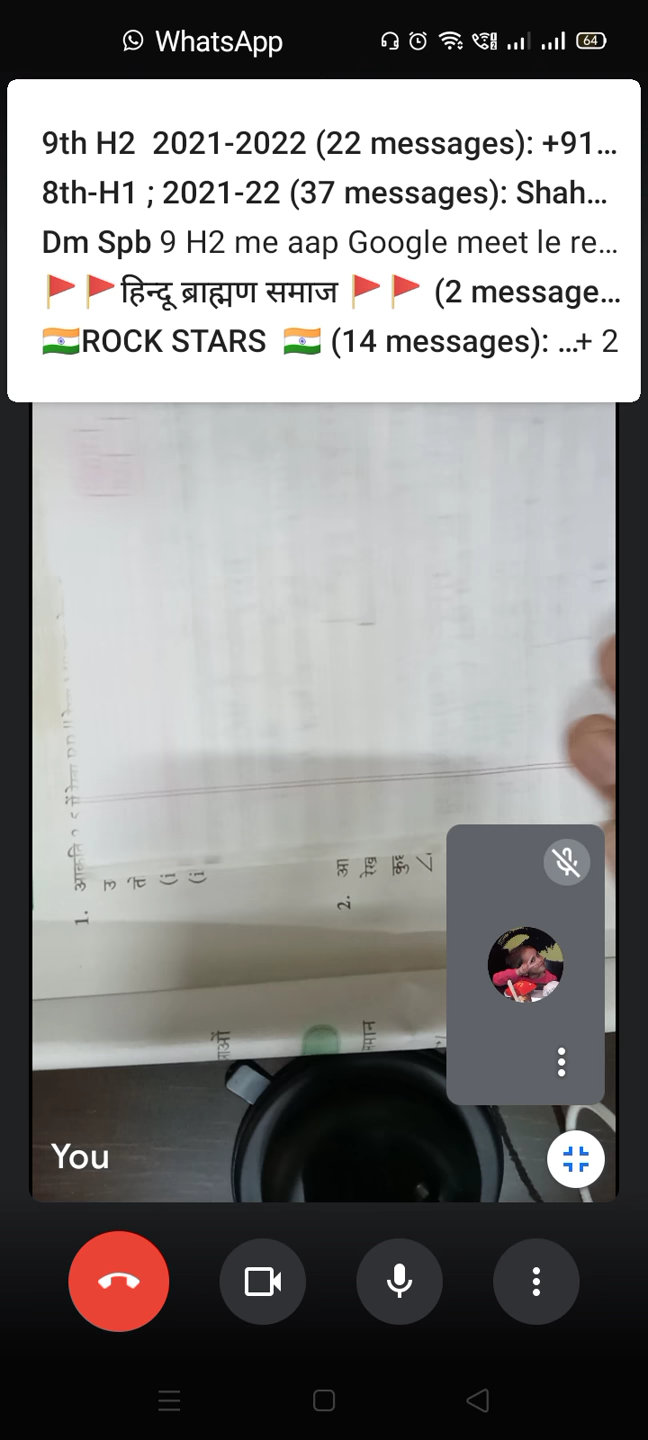 WhatsApp
64
9th H2 2021-2022 (22 messages): +91...
8th-H1 ; 2021-22 (37 messages): Shah...
Dm Spb 9 H2 me aap Google meet le re...
🚩🚩हिन्दू ब्राह्मण समाज 🚩🚩 (2 message...
🇮🇳ROCK STARS 🇮🇳 (14 messages): ...+ 2
1. आकृति
उ
तो
(i
(i
2. आ
रेख
कुछ
∠
You